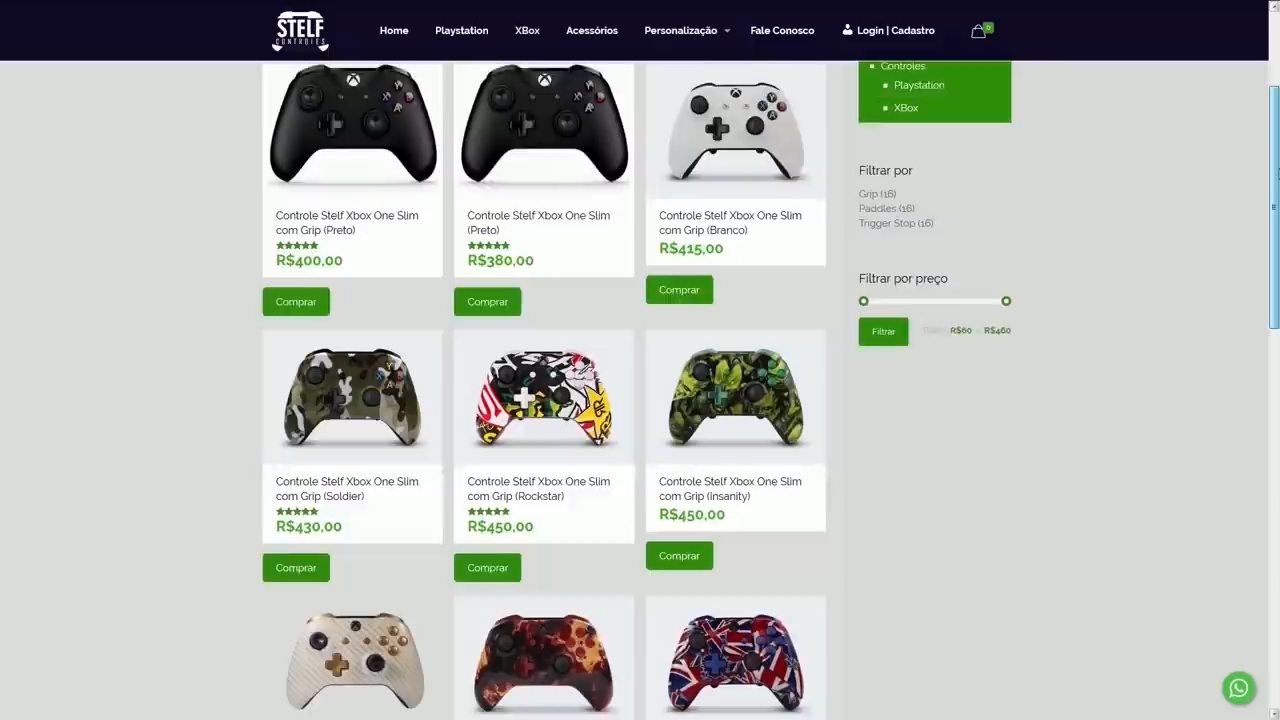 STELF
CONTROLES
Home
Playstation
XBox
Acessórios
Personalização
Fale Conosco
Login | Cadastro
0
Controle Stelf Xbox One Slim
com Grip (Preto)
R$400,00
Comprar
Controle Stelf Xbox One Slim
(Preto)
R$380,00
Comprar
Controle Stelf Xbox One Slim
com Grip (Branco)
R$415,00
Comprar
Controle Stelf Xbox One Slim
com Grip (Soldier)
R$430,00
Comprar
Controle Stelf Xbox One Slim
com Grip (Rockstar)
R$450,00
Comprar
Controle Stelf Xbox One Slim
com Grip (Insanity)
R$450,00
Comprar
Controles
Playstation
XBox
Filtrar por
Grip (16)
Paddles (16)
Trigger Stop (16)
Filtrar por preço
Filtrar
R$60
R$460